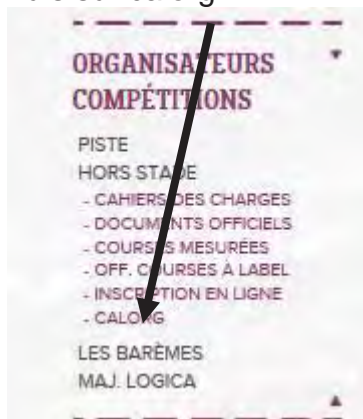 ORGANISATEURS
COMPÉTITIONS
PISTE
HORS STADE
- CAHIERS DES CHARGES
- DOCUMENTS OFFICIELS
- COURSES MESURÉES
- OFF. COURSES À LABEL
- INSCRIPTION EN LIGNE
- CALORG
LES BARÈMES
MAJ. LOGICA